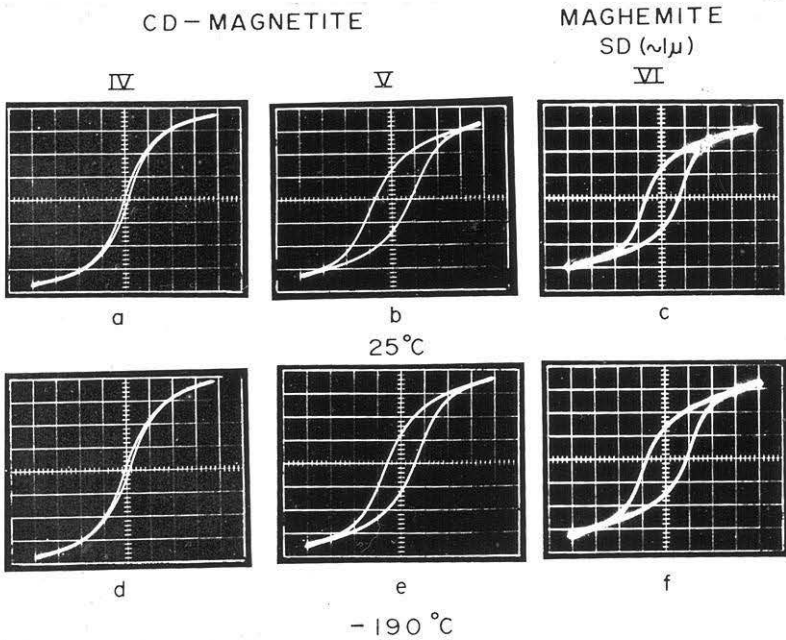 CD-MAGNETITE MAGHEMITE
SD (~1μ)
IV V VI
a b c
25°C
d e f
-190°C